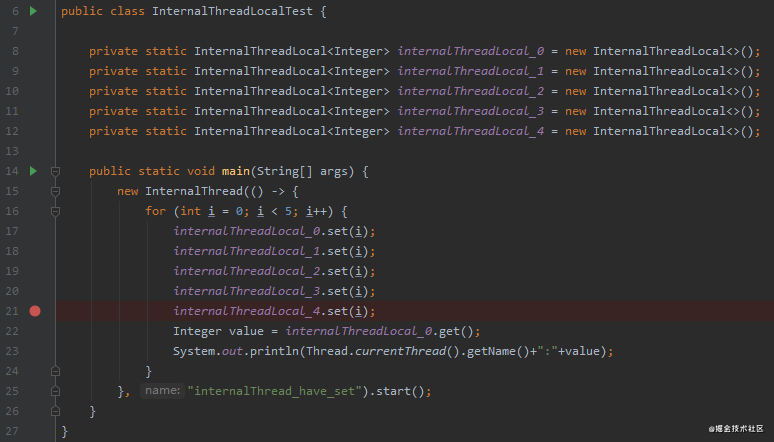 6 public class InternalThreadLocalTest {
7
8 private static InternalThreadLocal<Integer> internalThreadLocal_0 = new InternalThreadLocal<>();
9 private static InternalThreadLocal<Integer> internalThreadLocal_1 = new InternalThreadLocal<>();
10 private static InternalThreadLocal<Integer> internalThreadLocal_2 = new InternalThreadLocal<>();
11 private static InternalThreadLocal<Integer> internalThreadLocal_3 = new InternalThreadLocal<>();
12 private static InternalThreadLocal<Integer> internalThreadLocal_4 = new InternalThreadLocal<>();
13
14 public static void main(String[] args) {
15 new InternalThread(() -> {
16 for (int i = 0; i < 5; i++) {
17 internalThreadLocal_0.set(i);
18 internalThreadLocal_1.set(i);
19 internalThreadLocal_2.set(i);
20 internalThreadLocal_3.set(i);
21 internalThreadLocal_4.set(i);
22 Integer value = internalThreadLocal_0.get();
23 System.out.println(Thread.currentThread().getName()+":"+value);
24 }
25 }, name: "internalThread_have_set").start();
26 }
27 }
@掘金技术社区